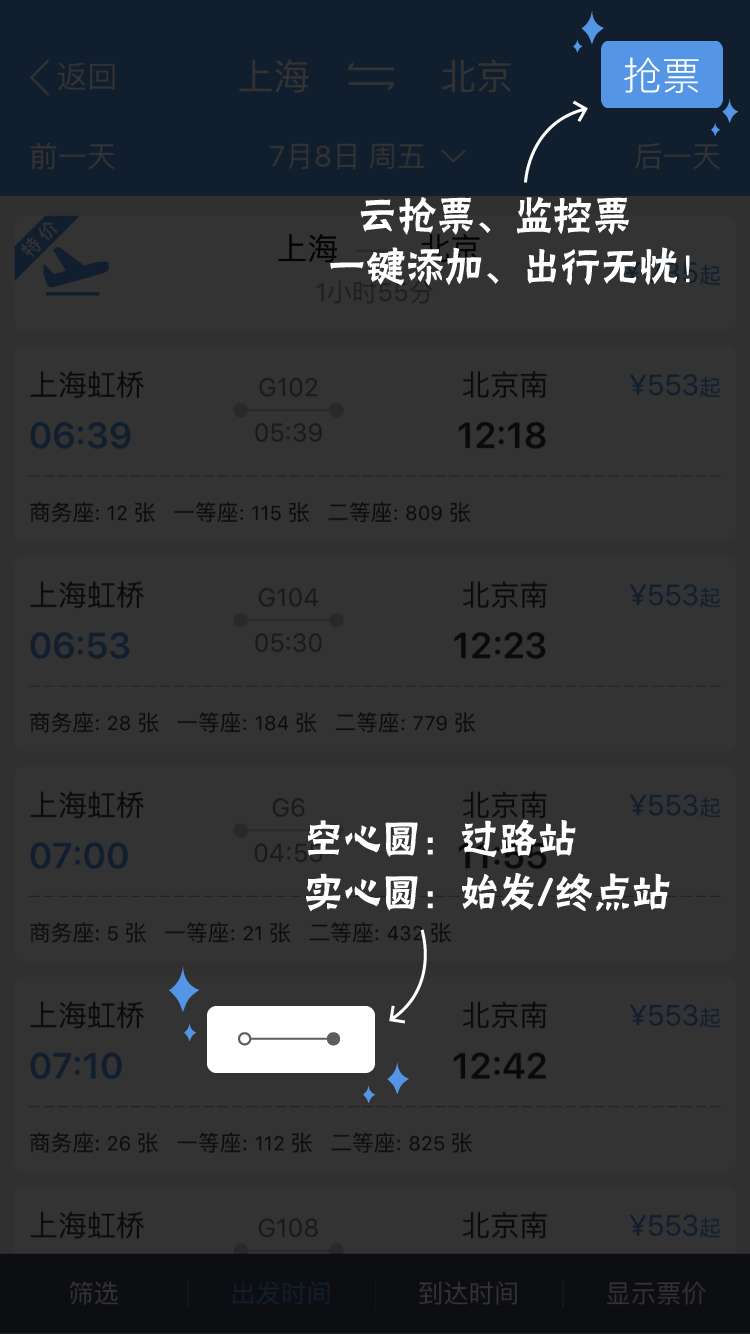 返回 上海 北京 抢票
前一天 7月8日 周五 后一天
云抢票、监控票
特价 上海 北京
一键添加、出行无忧!
起
1小时55分
上海虹桥 G102 北京南 ¥553起
06:39 05:39 12:18
商务座: 12 张 一等座: 115 张 二等座: 809 张
上海虹桥 G104 北京南 ¥553起
06:53 05:30 12:23
商务座: 28 张 一等座: 184 张 二等座: 779 张
上海虹桥 G6 北京南 ¥553起
空心圆：过路站
07:00 04:55 11:55
实心圆：始发/终点站
商务座: 5 张 一等座: 21 张 二等座: 432 张
上海虹桥 北京南 ¥553起
07:10 12:42
商务座: 26 张 一等座: 112 张 二等座: 825 张
上海虹桥 G108 北京南 ¥553起
筛选 出发时间 到达时间 显示票价